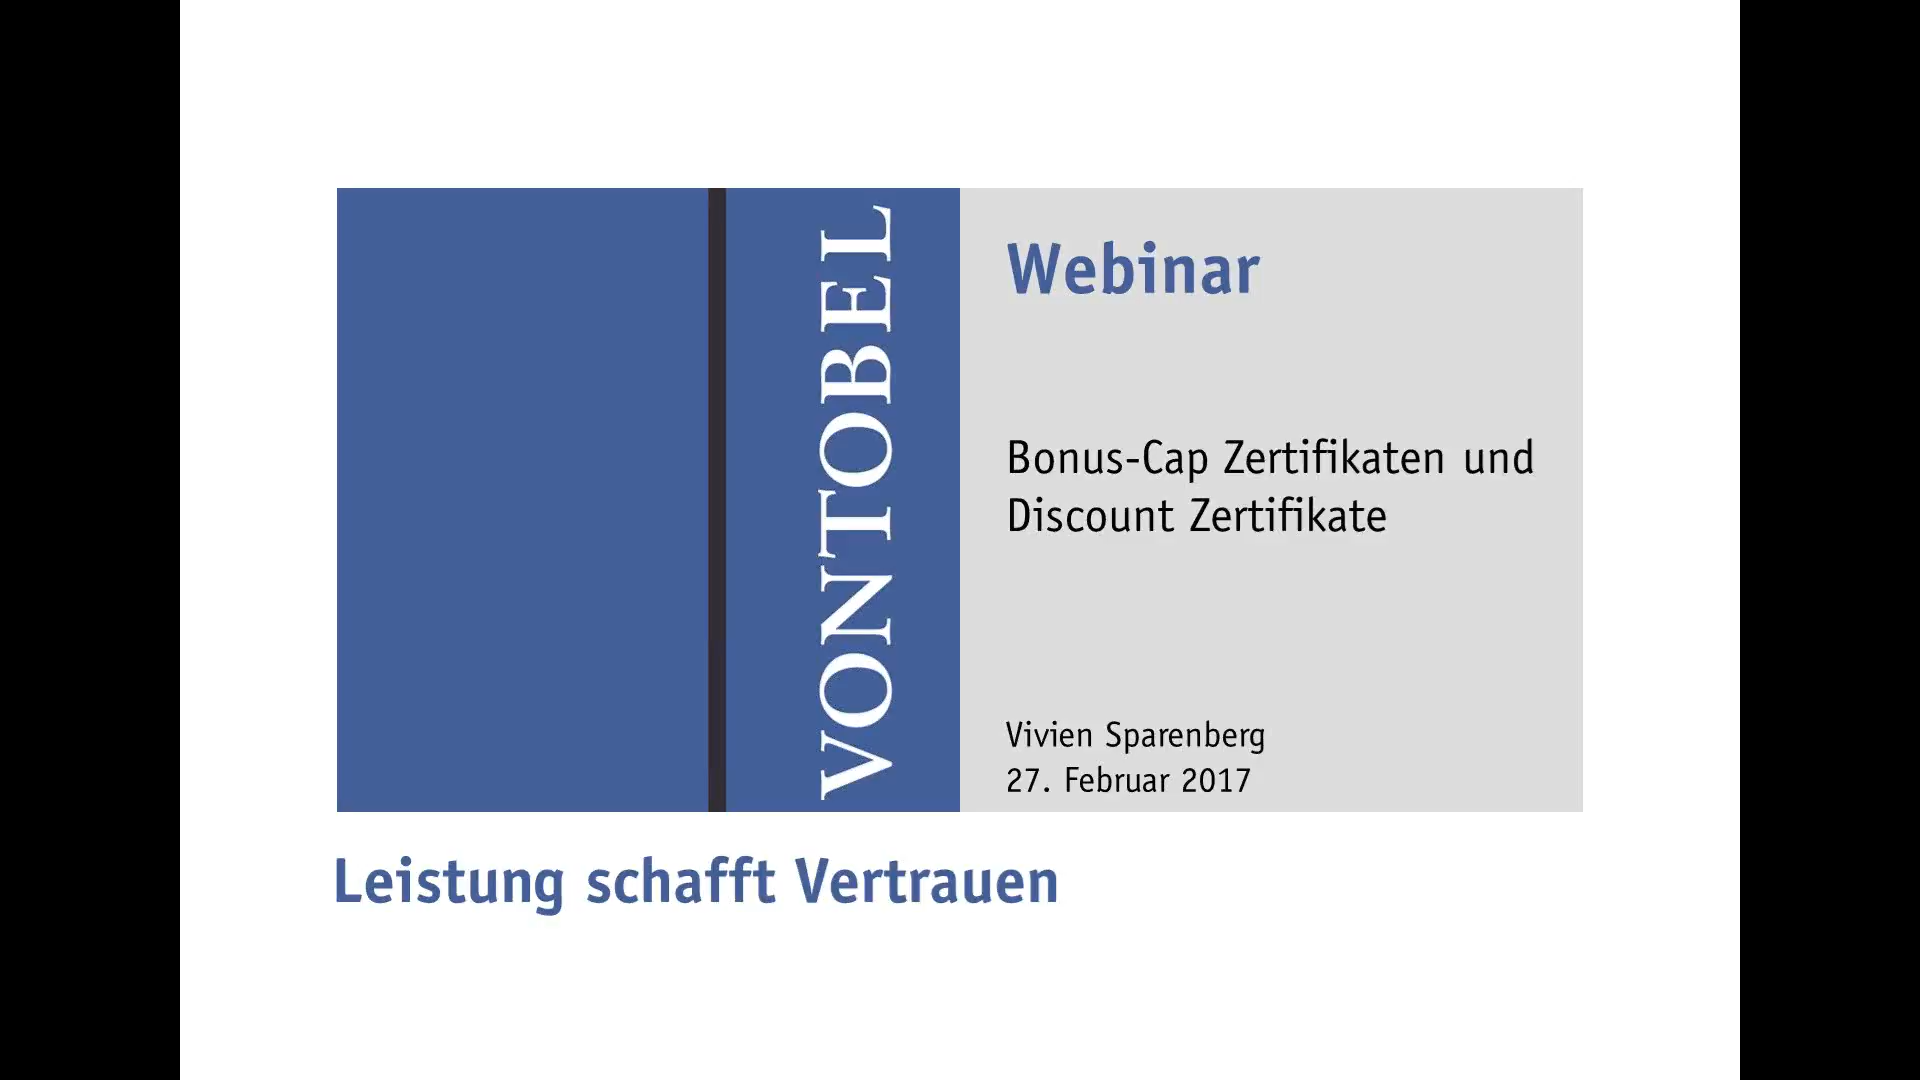 VONTOBEL
Webinar
Bonus-Cap Zertifikaten und
Discount Zertifikate
Vivien Sparenberg
27. Februar 2017
Leistung schafft Vertrauen